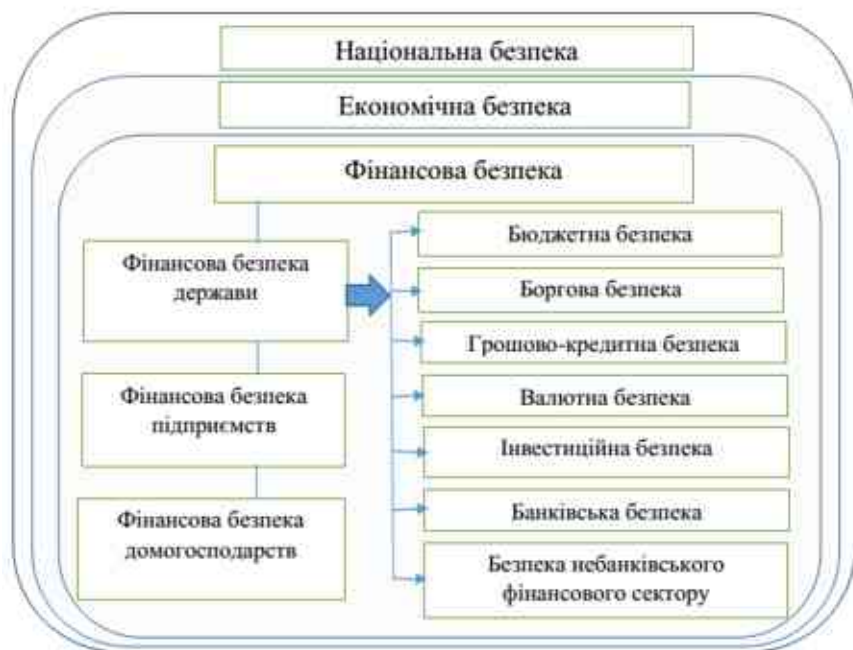 Національна безпека
Економічна безпека
Фінансова безпека
Фінансова безпека
держави
Фінансова безпека
підприємств
Фінансова безпека
домогосподарств
Бюджетна безпека
Боргова безпека
Грошово-кредитна безпека
Валютна безпека
Інвестиційна безпека
Банківська безпека
Безпека небанківського
фінансового сектору